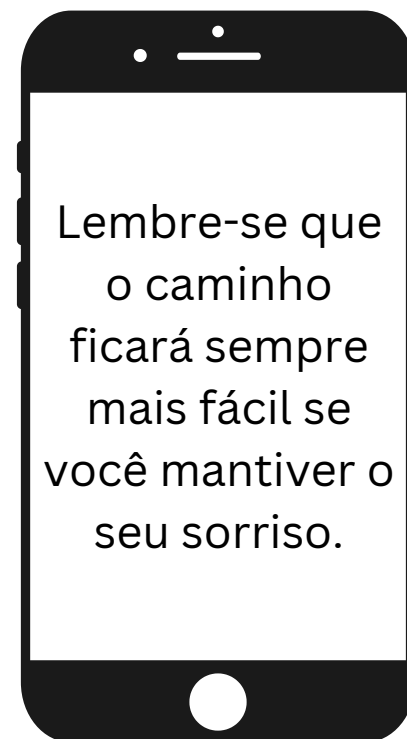 Lembre-se que
o caminho
ficará sempre
mais fácil se
você mantiver o
seu sorriso.